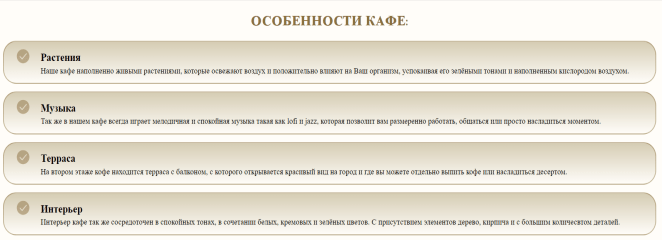 ОСОБЕННОСТИ КАФЕ:
Растения
Наше кафе наполненно живыми растениями, которые освежают воздух и положительно влияют на Ваш организм, успокаивая его зелёными тонами и наполненным кислородом воздухом.
Музыка
Так же в нашем кафе всегда играет мелодичная и спокойная музыка такая как lofi и jazz, которая позволит вам размеренно работать, общаться или просто насладиться моментом.
Терраса
На втором этаже кафе находится терраса с балконом, с которого открывается красивый вид на город и где вы можете отдельно выпить кофе или насладиться десертом.
Интерьер
Интерьер кафе так же сосредоточен в спокойных тонах, в сочетании белых, кремовых и зелёных цветов. С присутствием элементов дерево, кирпича и с большим количеством деталей.